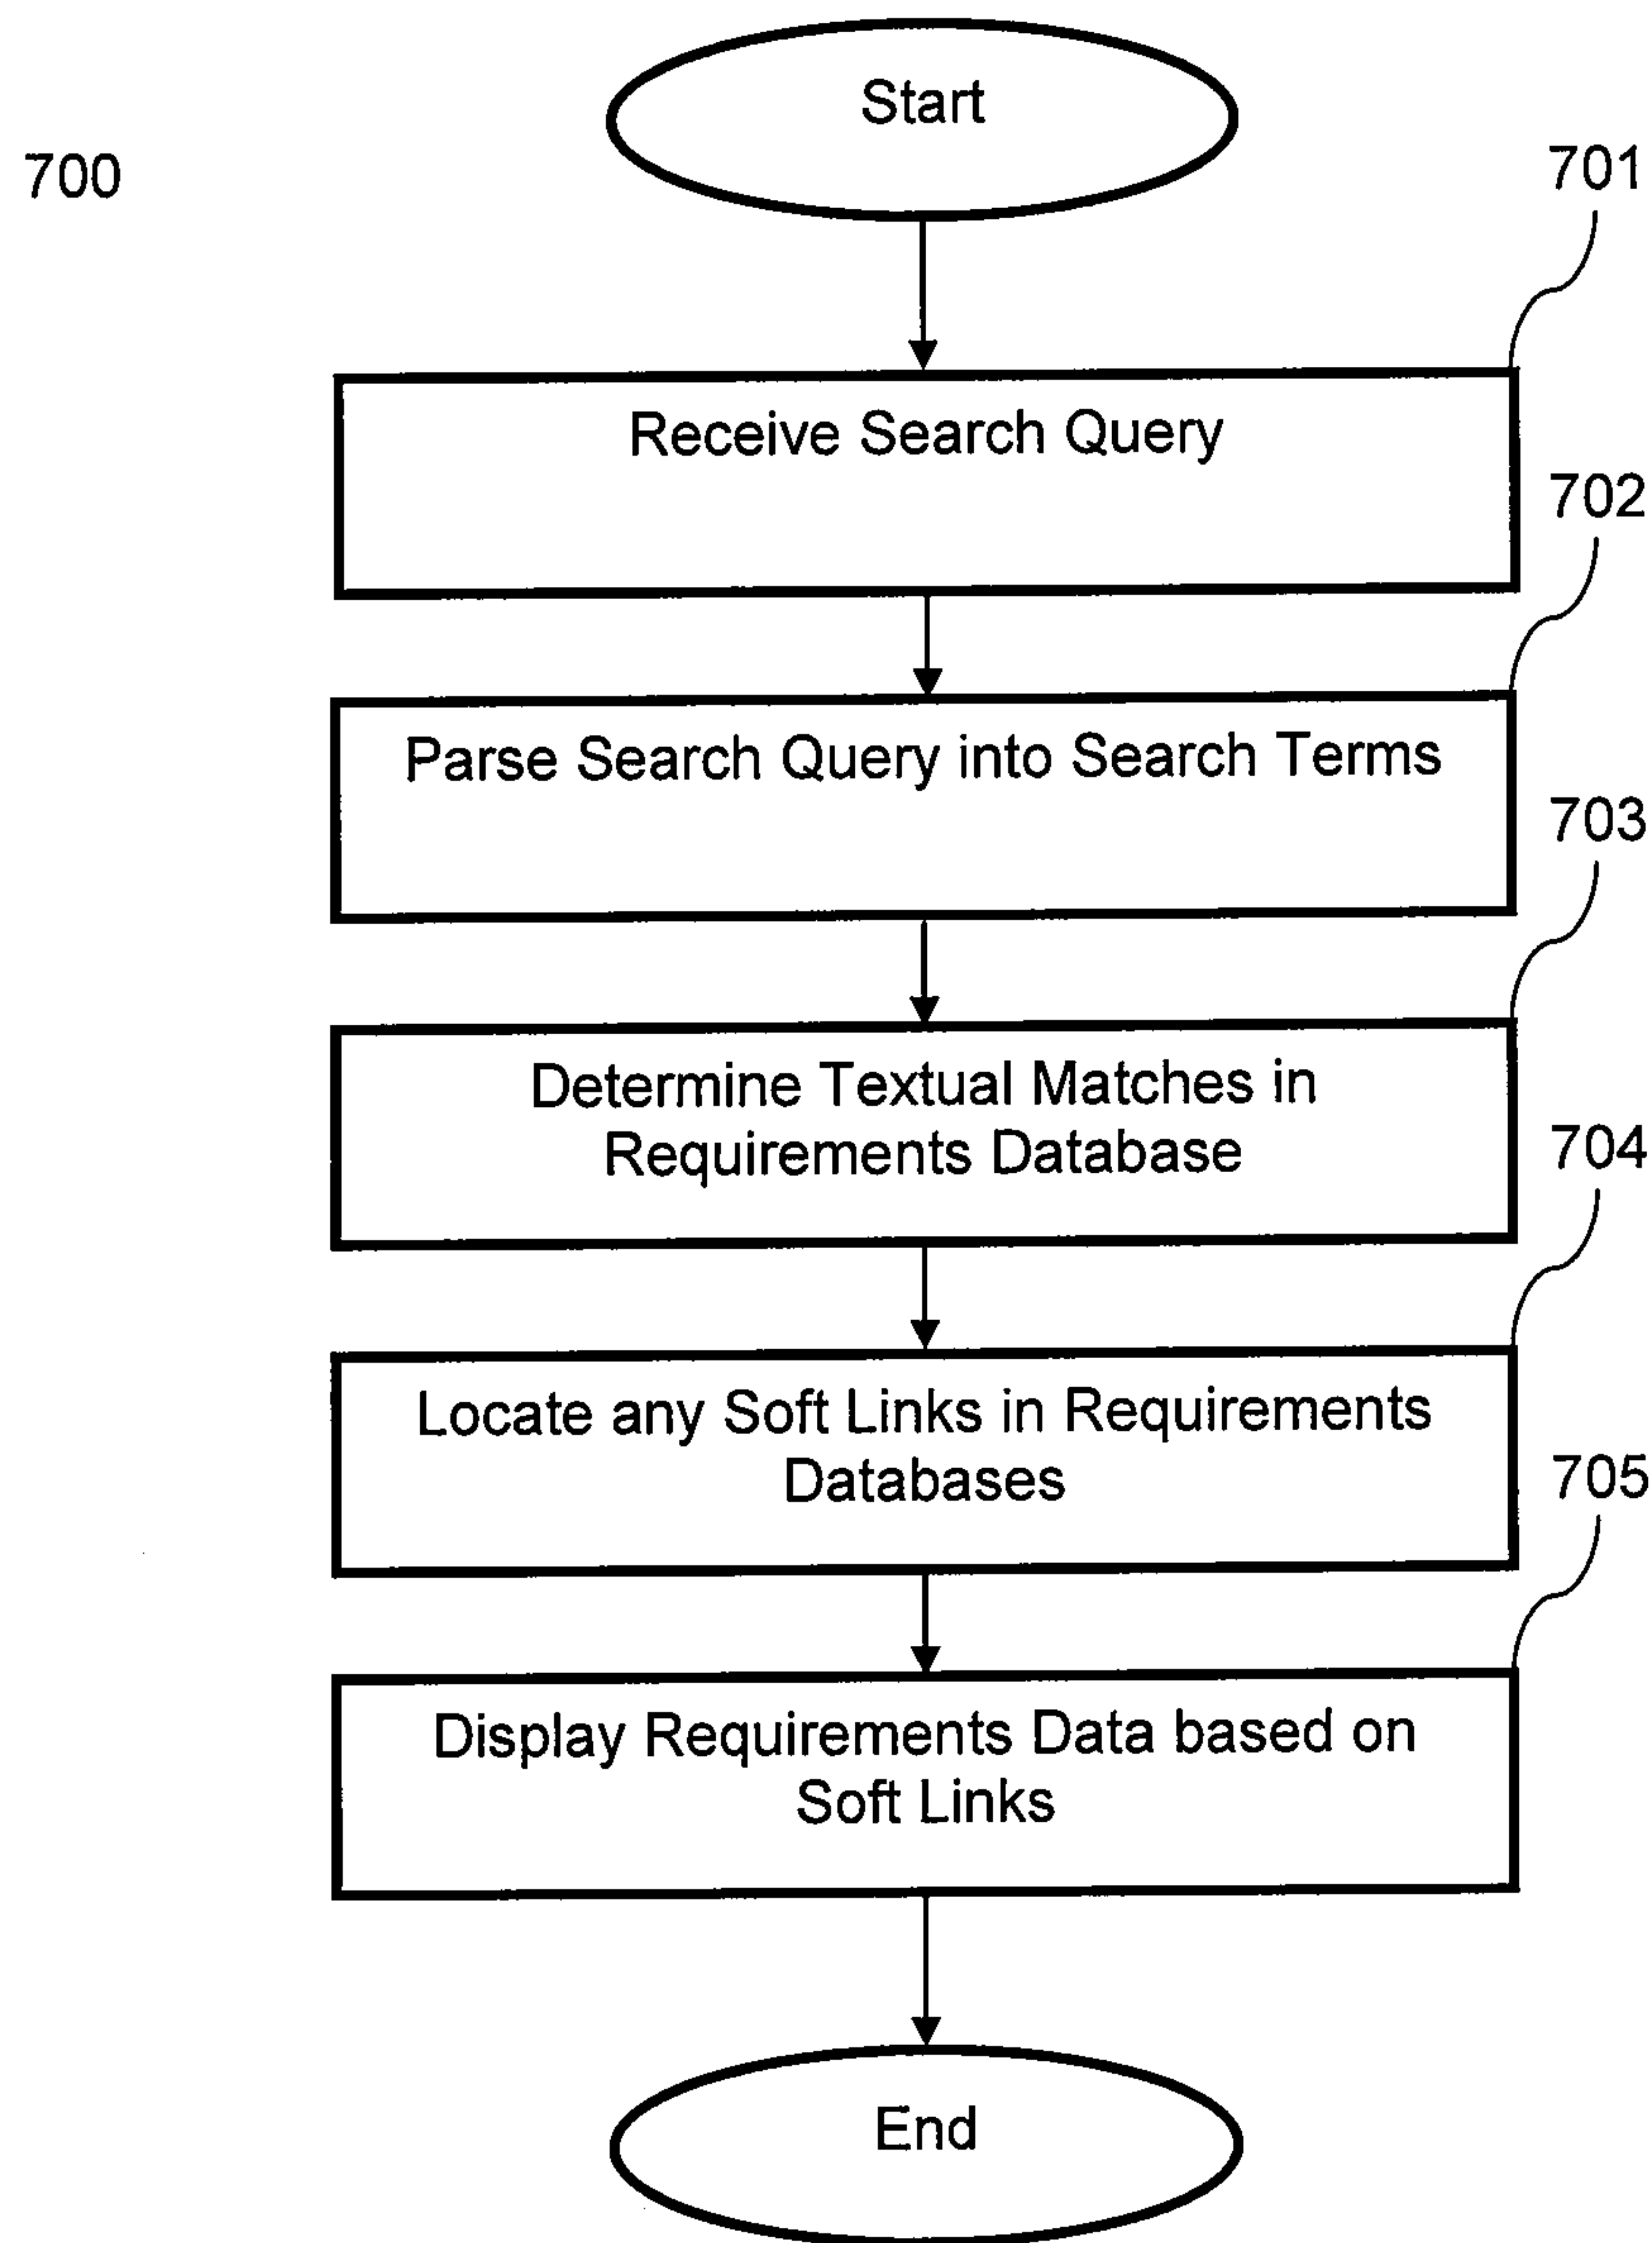 Start
700
701
Receive Search Query
702
Parse Search Query into Search Terms
703
Determine Textual Matches in
Requirements Database
704
Locate any Soft Links in Requirements
Databases
705
Display Requirements Data based on
Soft Links
End